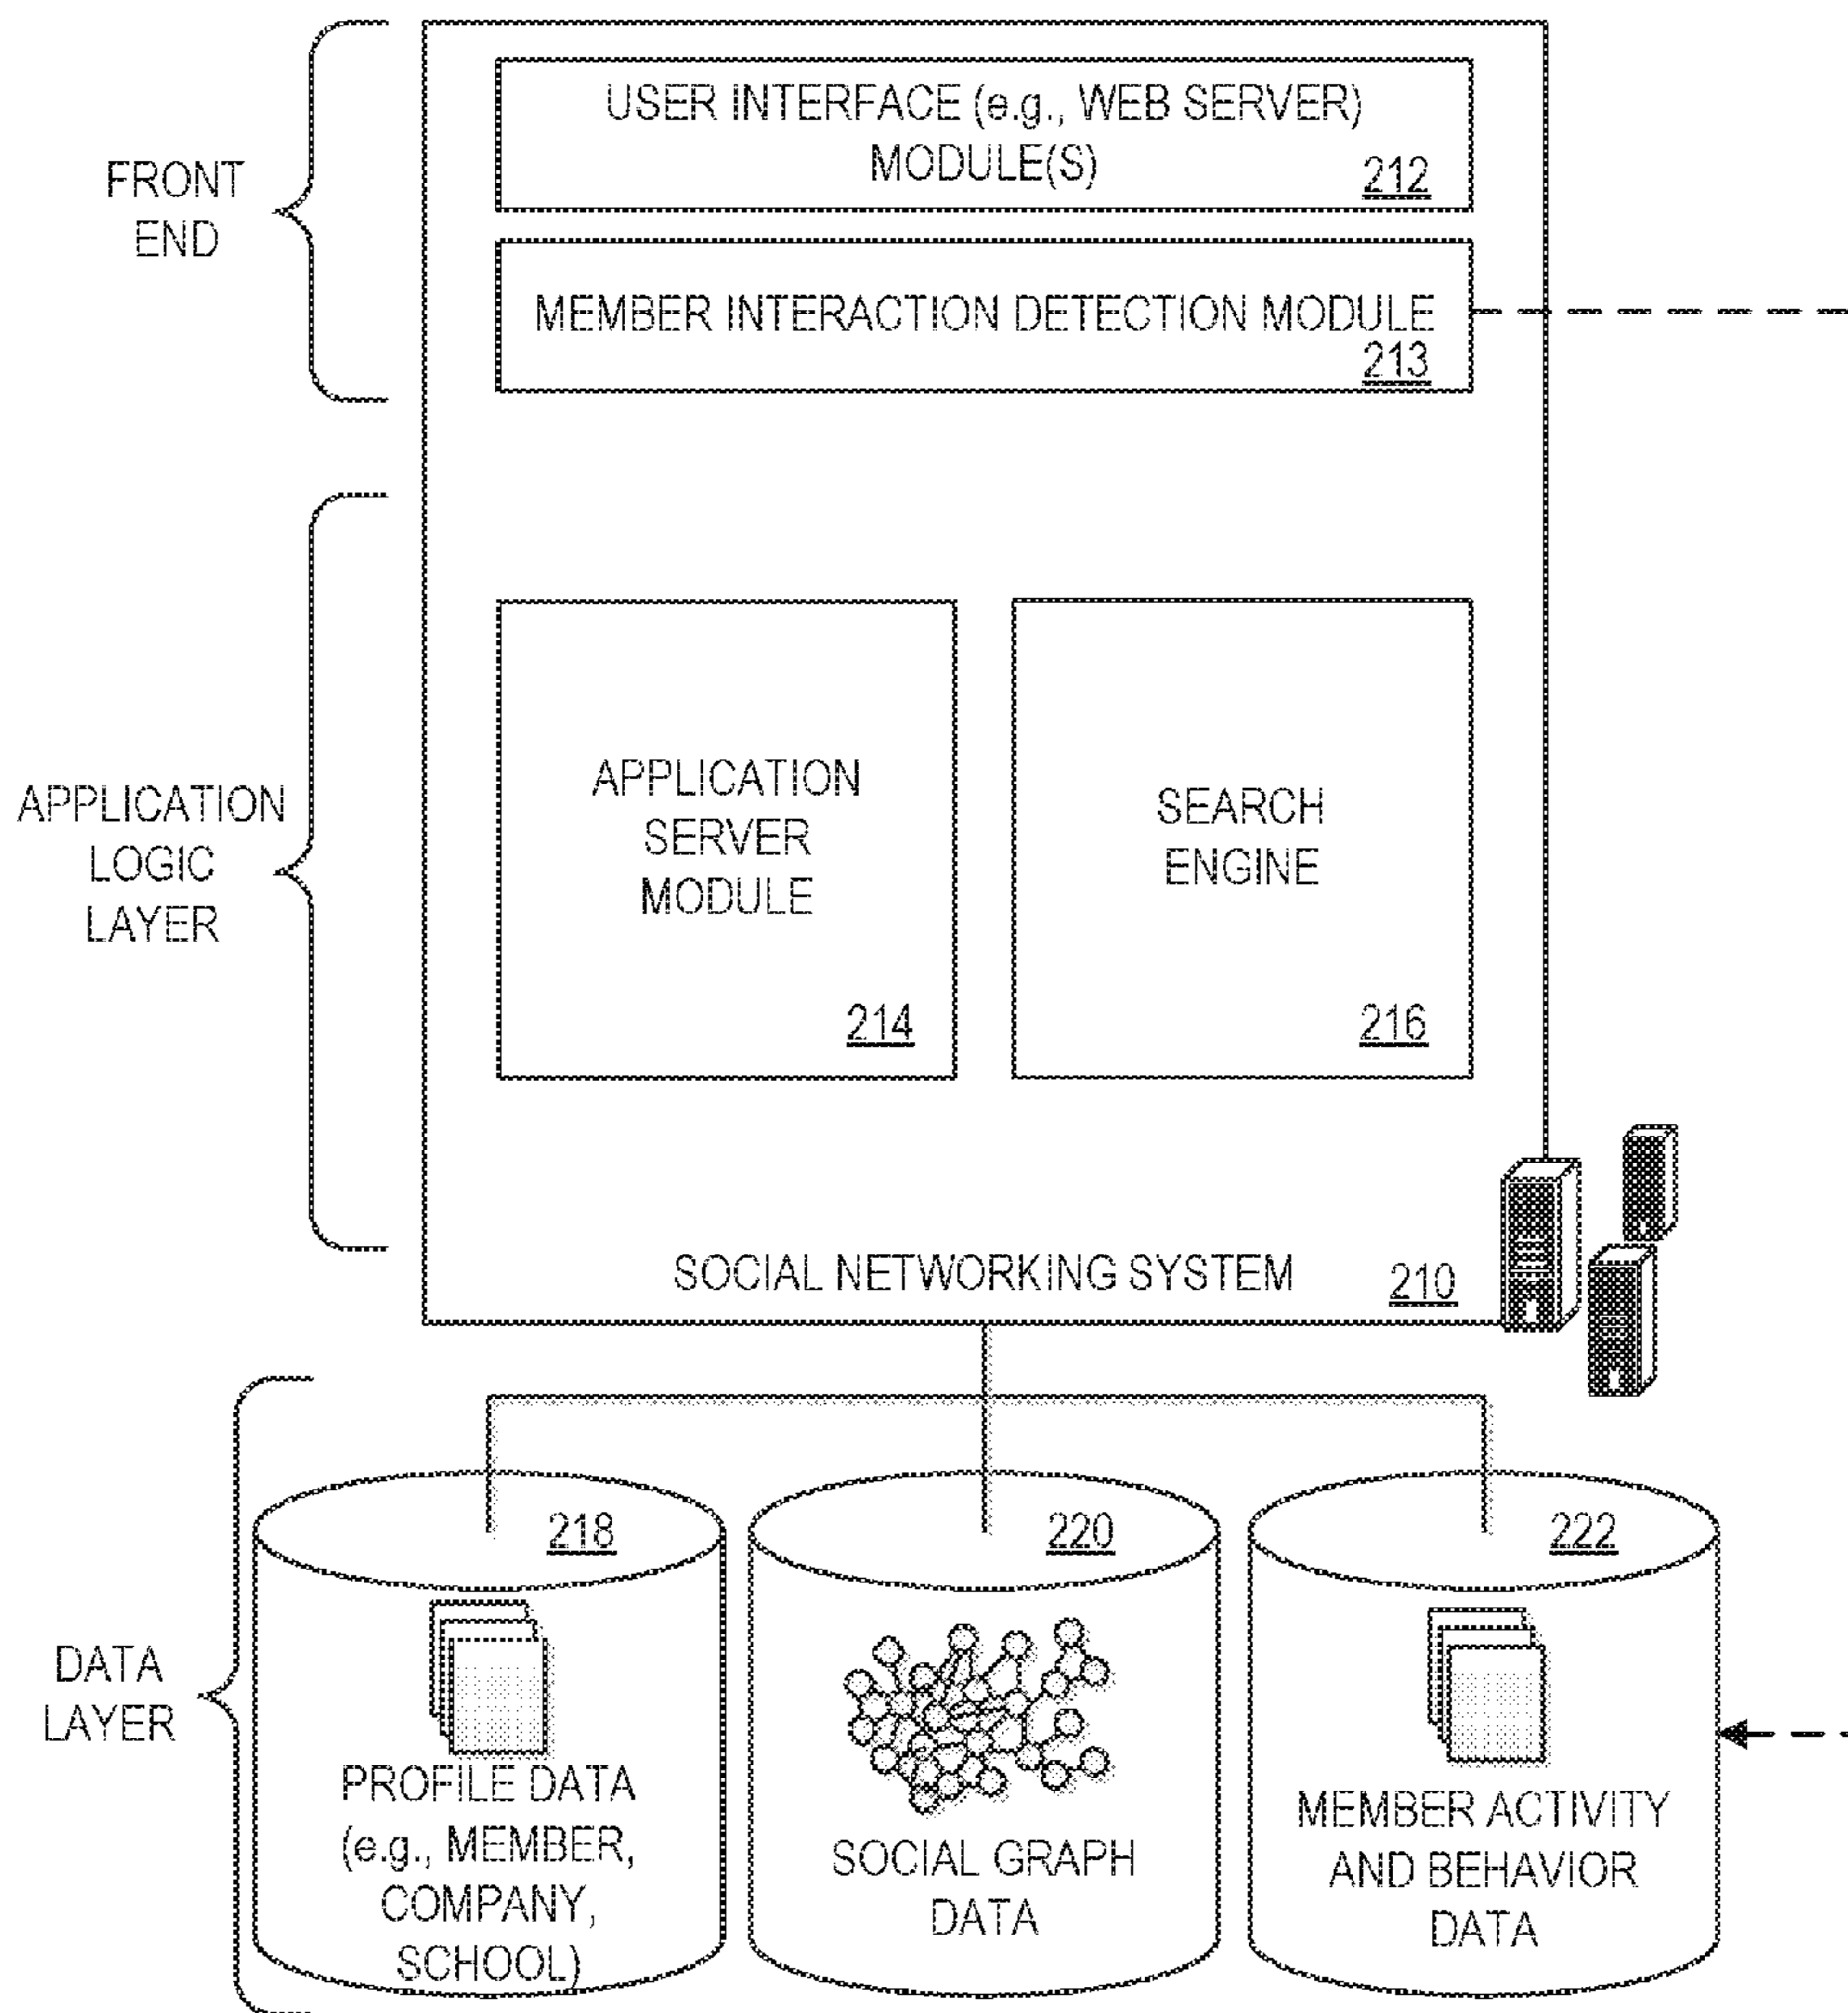 FRONT
END
USER INTERFACE (e.g., WEB SERVER)
MODULE(S)
212
MEMBER INTERACTION DETECTION MODULE
213
APPLICATION
LOGIC
LAYER
APPLICATION
SERVER
MODULE
214
SEARCH
ENGINE
216
SOCIAL NETWORKING SYSTEM 210
DATA
LAYER
218
PROFILE DATA
(e.g., MEMBER,
COMPANY,
SCHOOL)
220
SOCIAL GRAPH
DATA
222
MEMBER ACTIVITY
AND BEHAVIOR
DATA